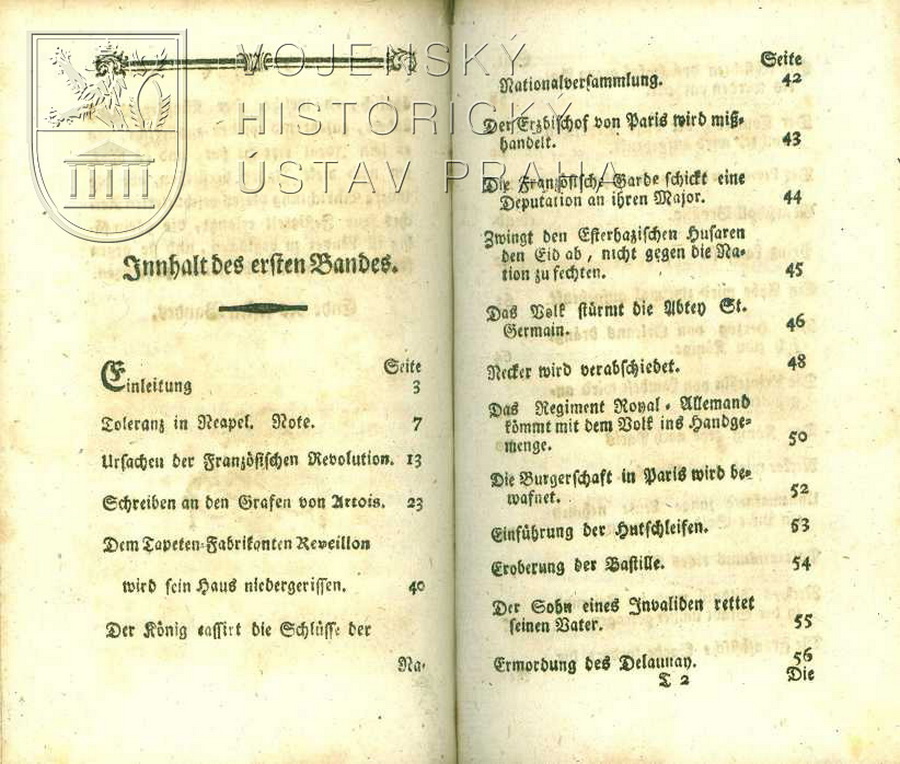 VOJENSKÝ
HISTORICKÝ
ÚSTAV PRAHA
Innhalt des ersten Bandes.
Seite
Einleitung 3
Toleranz in Neapel. Note. 7
Ursachen der Französischen Revolution. 13
Schreiben an den Grafen von Artois. 23
Dem Tapeten-Fabrikanten Reveillon
wird sein Haus niedergerissen. 40
Der König cassirt die Schlüsse der
Na-
Seite
Nationalversammlung. 42
Der Erzbischof von Paris wird miß-
handelt. 43
Die Französische Garde schickt eine
Deputation an ihren Major. 44
Zwingt den Esterhazischen Husaren
den Eid ab, nicht gegen die Na-
tion zu fechten. 45
Das Volk stürmt die Abtey St.
Germain. 46
Necker wird verabschiedet. 48
Das Regiment Royal-Allemand
kömmt mit dem Volk ins Handge-
menge. 50
Die Burgerschaft in Paris wird be-
wafnet. 52
Einführung der Hutschleifen. 53
Eroberung der Bastille. 54
Der Sohn eines Invaliden rettet
seinen Vater. 55
Ermordung des Delaunay. 56
T 2 Die